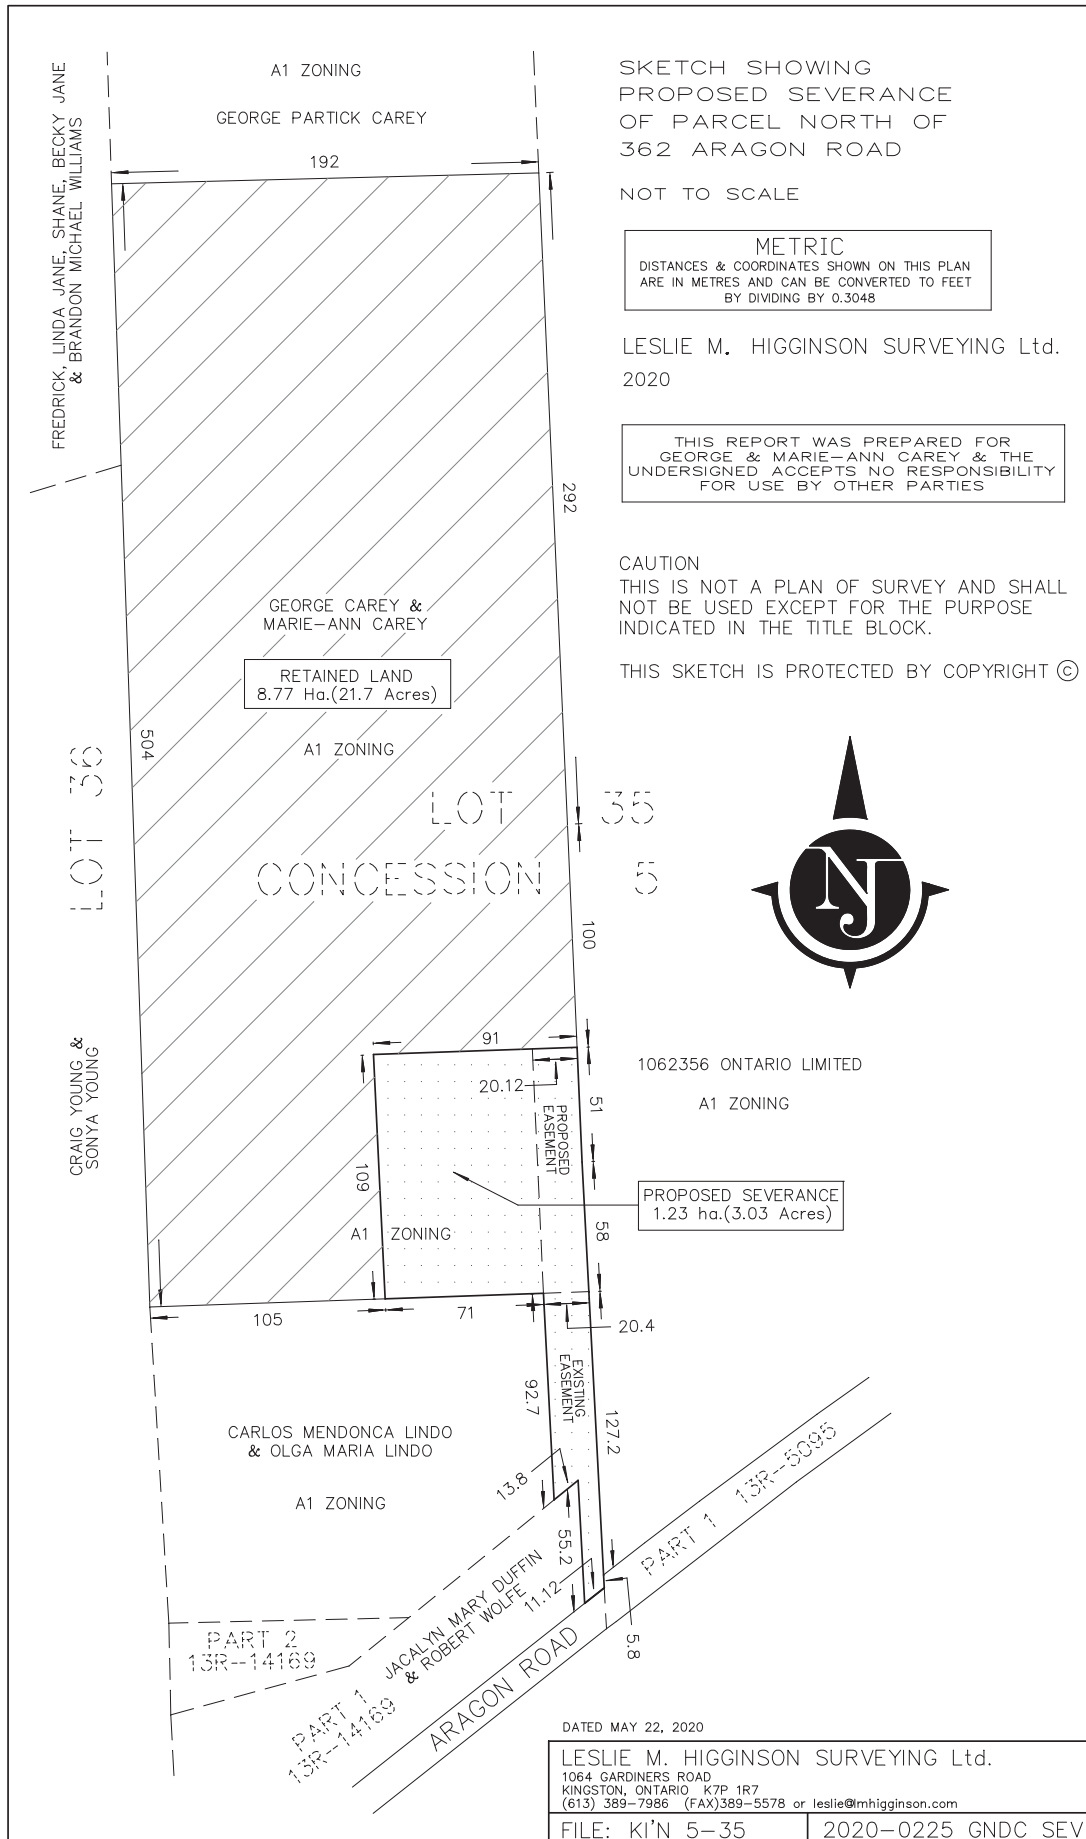 A1 ZONING
GEORGE PARTICK CAREY
FREDRICK, LINDA JANE, SHANE, BECKY JANE
& BRANDON MICHAEL WILLIAMS
192
SKETCH SHOWING
PROPOSED SEVERANCE
OF PARCEL NORTH OF
362 ARAGON ROAD
NOT TO SCALE
METRIC
DISTANCES & COORDINATES SHOWN ON THIS PLAN
ARE IN METRES AND CAN BE CONVERTED TO FEET
BY DIVIDING BY 0.3048
LESLIE M. HIGGINSON SURVEYING Ltd.
2020
THIS REPORT WAS PREPARED FOR
GEORGE & MARIE-ANN CAREY & THE
UNDERSIGNED ACCEPTS NO RESPONSIBILITY
FOR USE BY OTHER PARTIES
292
CAUTION
THIS IS NOT A PLAN OF SURVEY AND SHALL
NOT BE USED EXCEPT FOR THE PURPOSE
INDICATED IN THE TITLE BLOCK.
THIS SKETCH IS PROTECTED BY COPYRIGHT ©
GEORGE CAREY &
MARIE-ANN CAREY
RETAINED LAND
8.77 Ha.(21.7 Acres)
A1 ZONING
504
LOT 36
LOT 35
CONCESSION 5
NJ
100
CRAIG YOUNG &
SONYA YOUNG
91
20.12
PROPOSED
EASEMENT
51
1062356 ONTARIO LIMITED
A1 ZONING
109
A1 ZONING
PROPOSED SEVERANCE
1.23 ha.(3.03 Acres)
58
105
71
20.4
EXISTING
EASEMENT
92.7
127.2
CARLOS MENDONCA LINDO
& OLGA MARIA LINDO
A1 ZONING
13.8
55.2
11.12
5.8
PART 1 13R-5095
JACALYN MARY DUFFIN
& ROBERT WOLFE
PART 2
13R-14169
PART 1
13R-14169
ARAGON ROAD
DATED MAY 22, 2020
LESLIE M. HIGGINSON SURVEYING Ltd.
1064 GARDINERS ROAD
KINGSTON, ONTARIO K7P 1R7
(613) 389-7986 (FAX)389-5578 or leslie@lmhigginson.com
FILE: KI'N 5-35
2020-0225 GNDC SEV